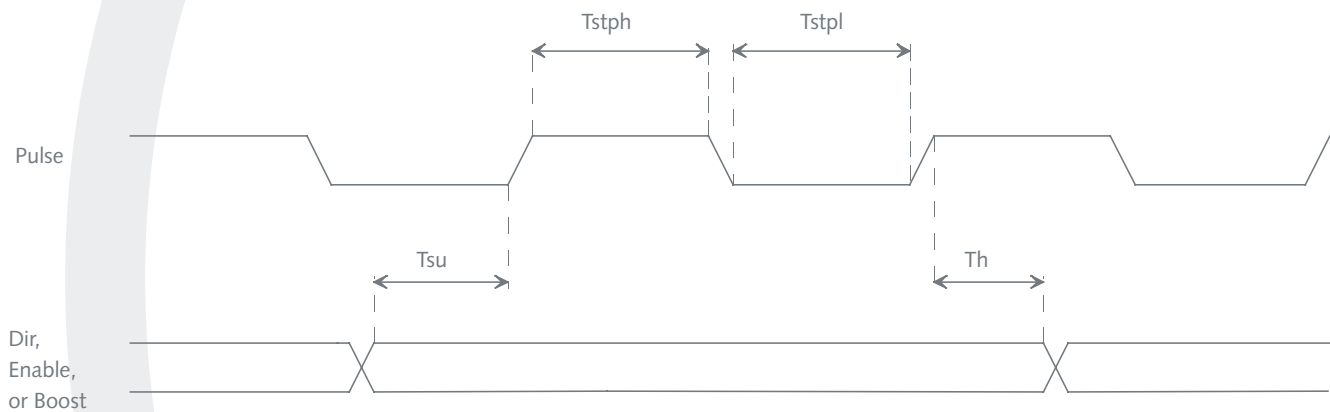 Tstph
Tstpl
Pulse
Tsu
Th
Dir,
Enable,
or Boost